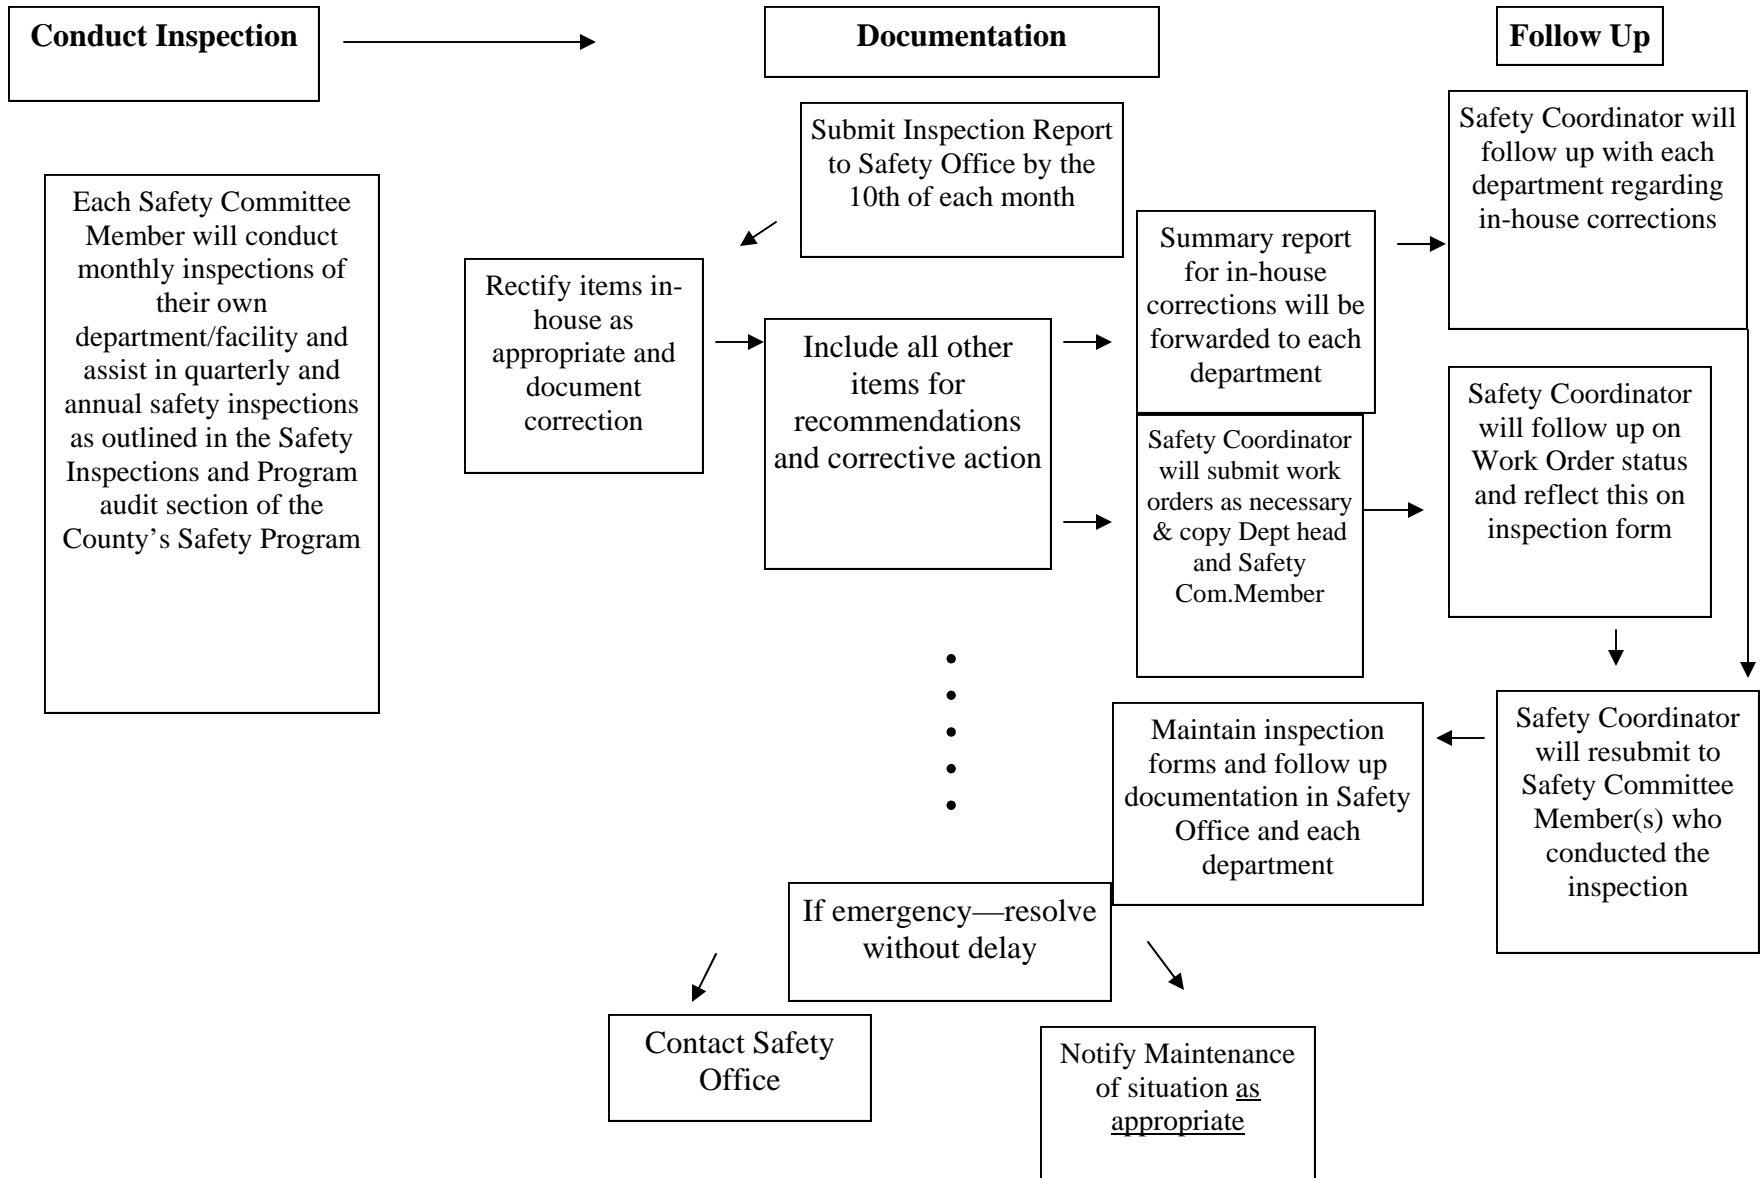 Conduct Inspection
Documentation
Follow Up
Each Safety Committee
Member will conduct
monthly inspections of
their own
department/facility and
assist in quarterly and
annual safety inspections
as outlined in the Safety
Inspections and Program
audit section of the
County’s Safety Program
Submit Inspection Report
to Safety Office by the
10th of each month
Rectify items in-
house as
appropriate and
document
correction
Include all other
items for
recommendations
and corrective action
Summary report
for in-house
corrections will be
forwarded to each
department
Safety Coordinator
will submit work
orders as necessary
& copy Dept head
and Safety
Com.Member
Safety Coordinator will
follow up with each
department regarding
in-house corrections
Safety Coordinator
will follow up on
Work Order status
and reflect this on
inspection form
Safety Coordinator
will resubmit to
Safety Committee
Member(s) who
conducted the
inspection
Maintain inspection
forms and follow up
documentation in Safety
Office and each
department
If emergency—resolve
without delay
Contact Safety
Office
Notify Maintenance
of situation as
appropriate